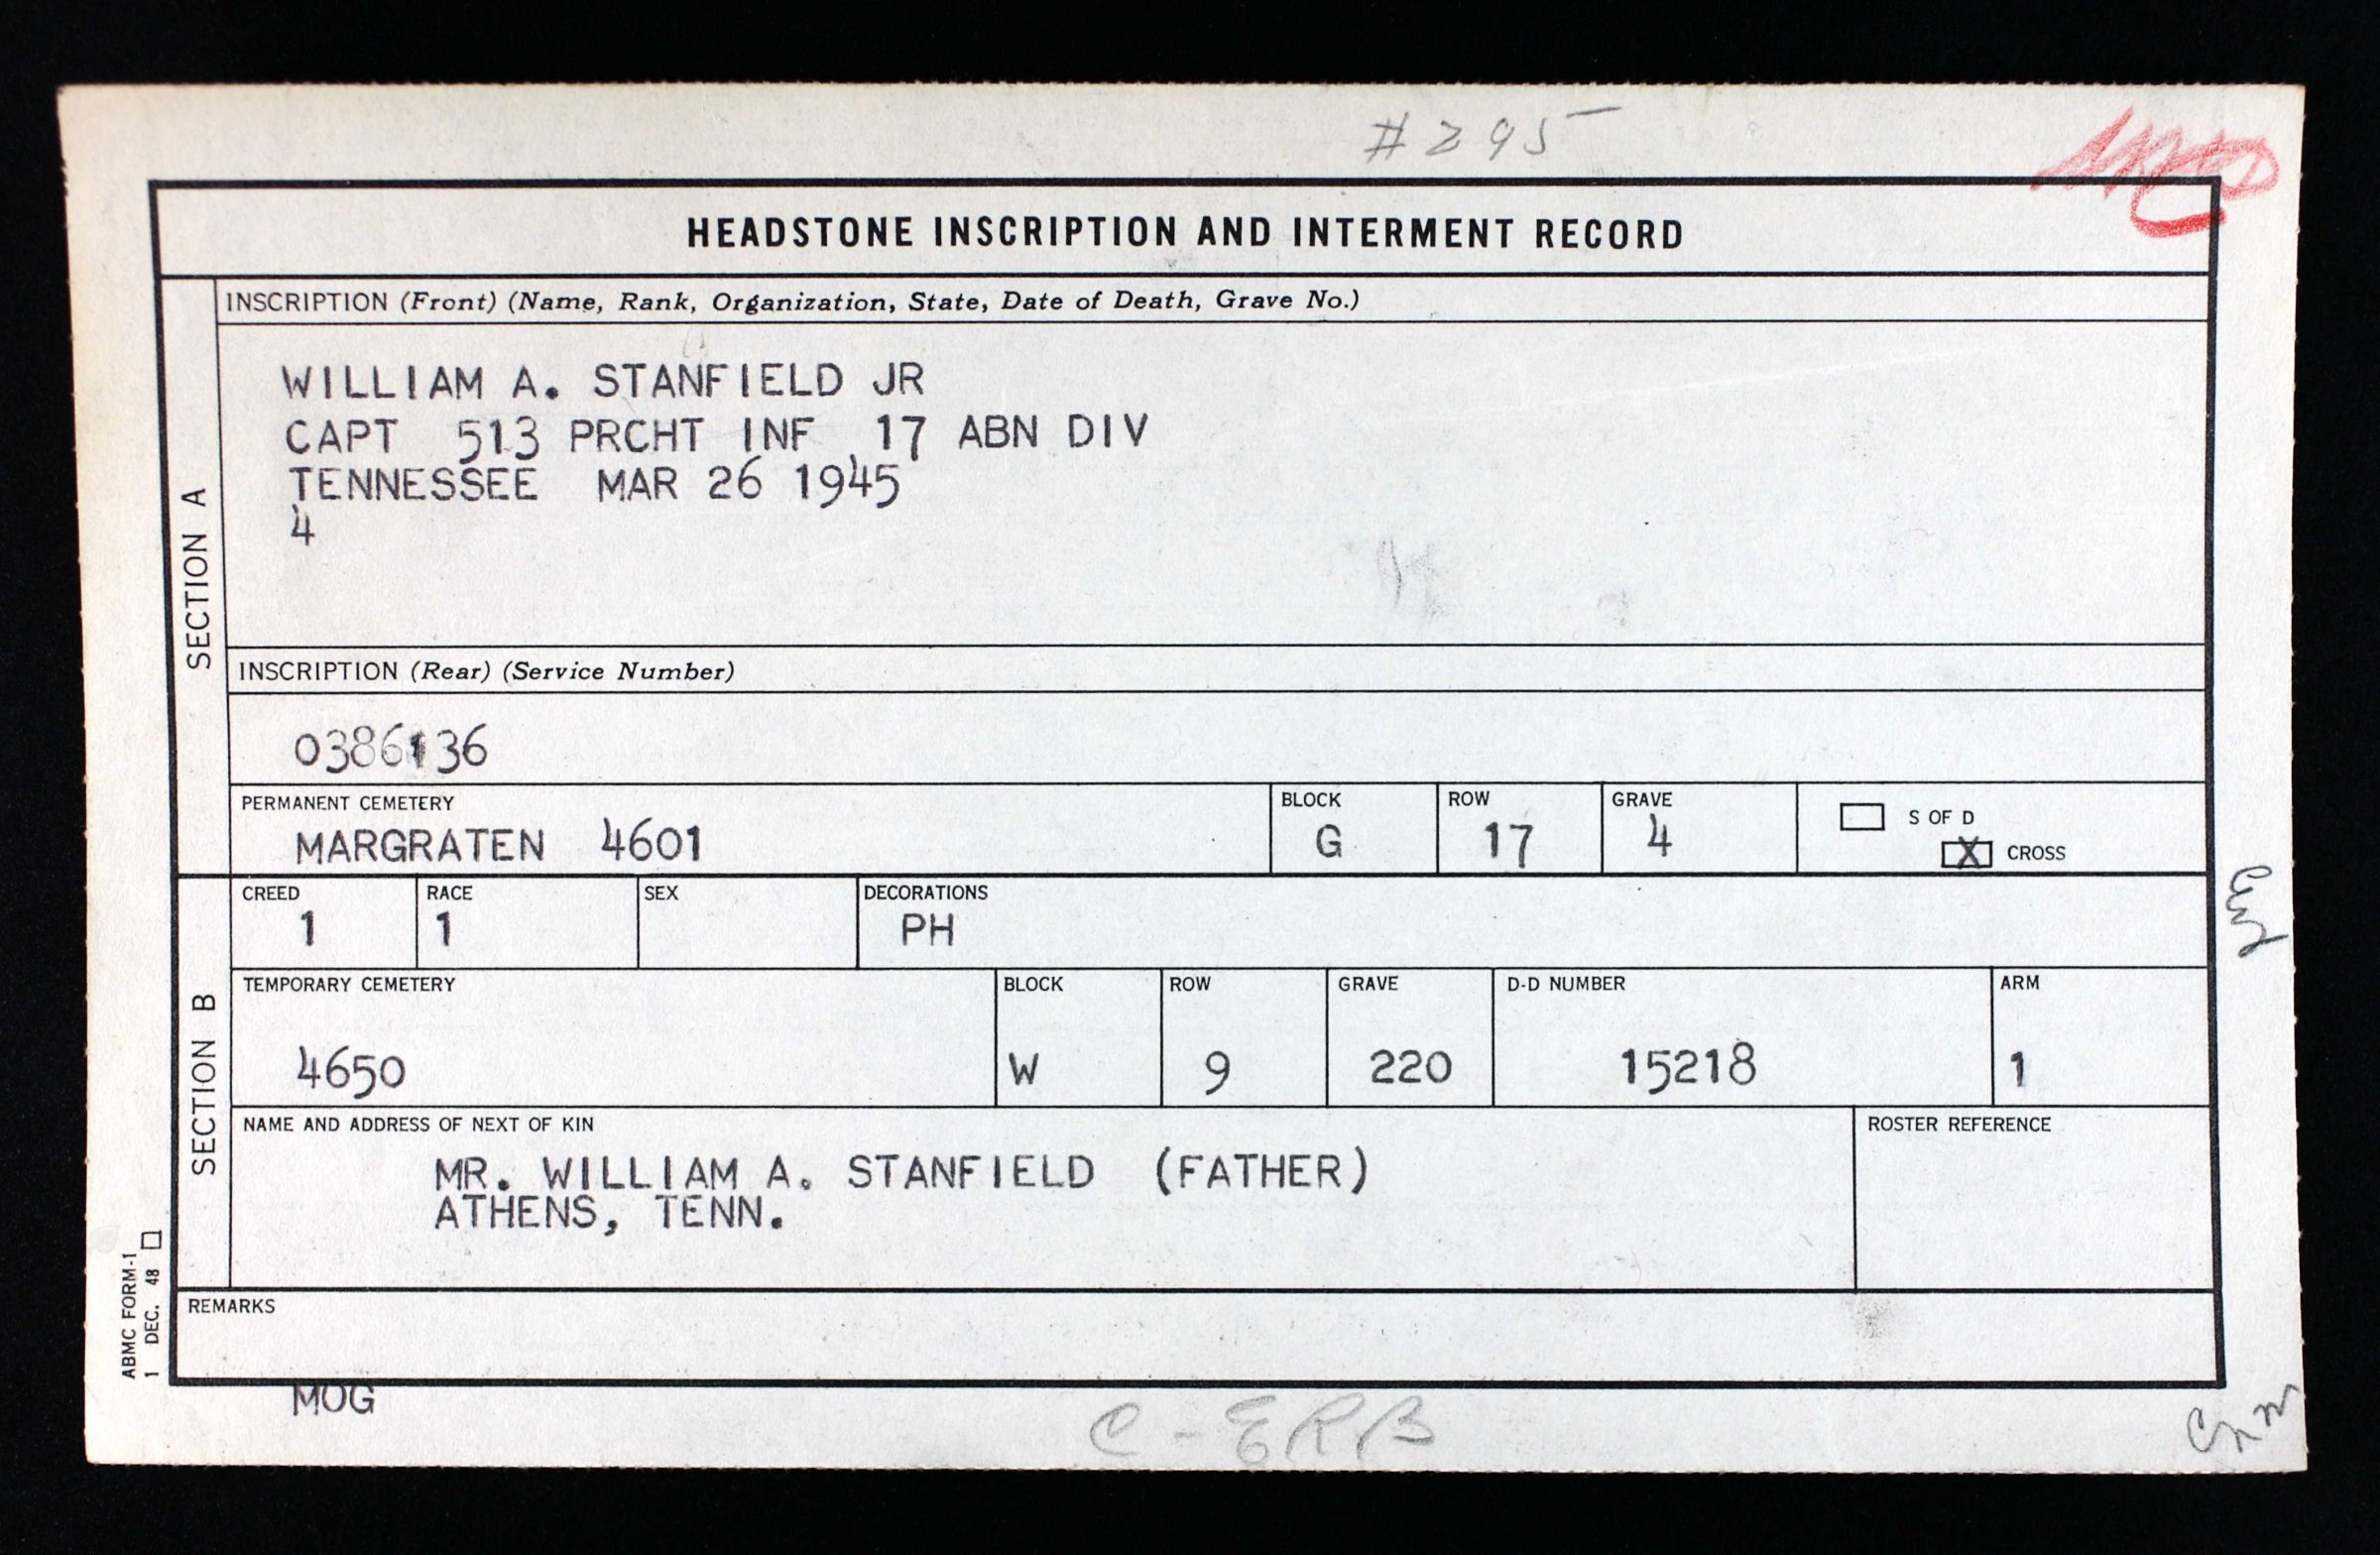 #295
HEADSTONE INSCRIPTION AND INTERMENT RECORD
SECTION A
INSCRIPTION (Front) (Name, Rank, Organization, State, Date of Death, Grave No.)
WILLIAM A. STANFIELD JR
CAPT 513 PRCHT INF 17 ABN DIV
TENNESSEE MAR 26 1945
4
INSCRIPTION (Rear) (Service Number)
0386136
PERMANENT CEMETERY BLOCK ROW GRAVE
MARGRATEN 4601 G 17 4
S OF D
X CROSS
SECTION B
CREED RACE SEX DECORATIONS
1 1 PH
TEMPORARY CEMETERY BLOCK ROW GRAVE D-D NUMBER ARM
4650 W 9 220 15218 1
NAME AND ADDRESS OF NEXT OF KIN ROSTER REFERENCE
MR. WILLIAM A. STANFIELD (FATHER)
ATHENS, TENN.
REMARKS
ABMC FORM-1
1 DEC. 48
MOG
C-ERB